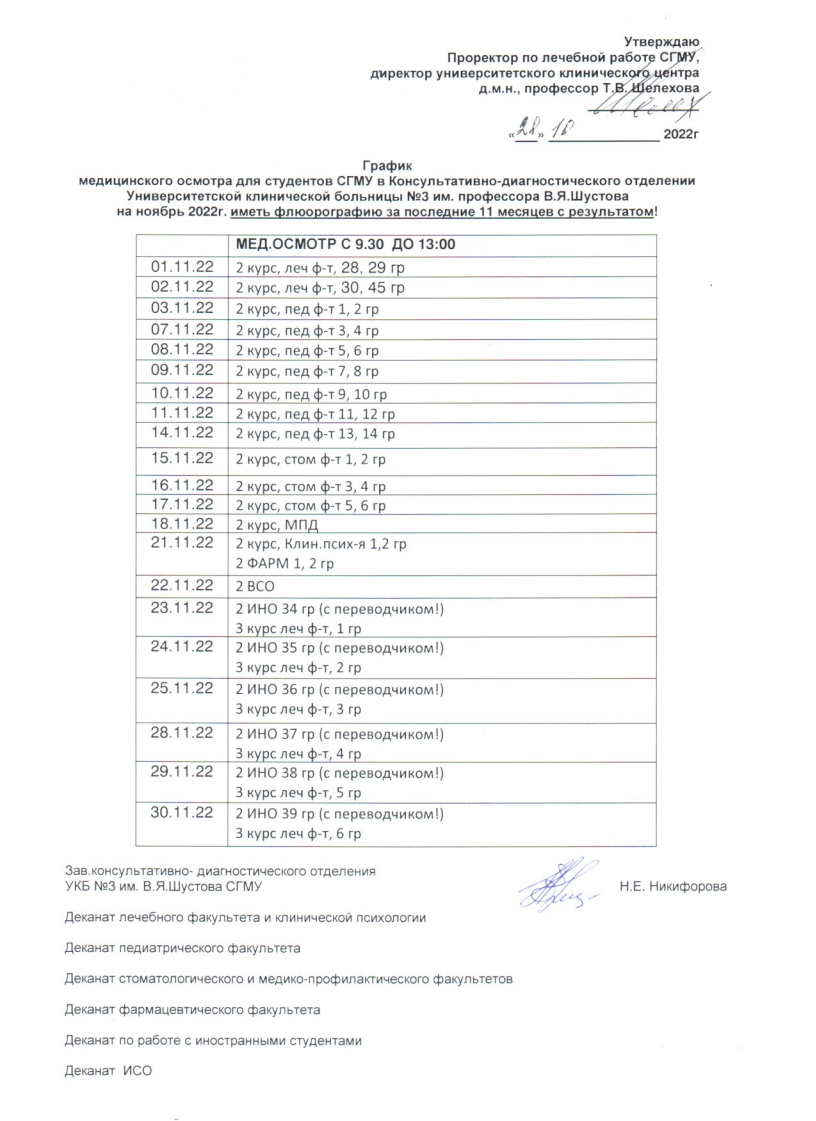 Утверждаю
Проректор по лечебной работе СГМУ,
директор университетского клинического центра
д.м.н., профессор Т.В. Шелехова
«28» 10 2022г
График
медицинского осмотра для студентов СГМУ в Консультативно-диагностического отделении
Университетской клинической больницы №3 им. профессора В.Я.Шустова
на ноябрь 2022г. иметь флюорографию за последние 11 месяцев с результатом!
МЕД.ОСМОТР С 9.30 ДО 13:00
01.11.22 2 курс, леч ф-т, 28, 29 гр
02.11.22 2 курс, леч ф-т, 30, 45 гр
03.11.22 2 курс, пед ф-т 1, 2 гр
07.11.22 2 курс, пед ф-т 3, 4 гр
08.11.22 2 курс, пед ф-т 5, 6 гр
09.11.22 2 курс, пед ф-т 7, 8 гр
10.11.22 2 курс, пед ф-т 9, 10 гр
11.11.22 2 курс, пед ф-т 11, 12 гр
14.11.22 2 курс, пед ф-т 13, 14 гр
15.11.22 2 курс, стом ф-т 1, 2 гр
16.11.22 2 курс, стом ф-т 3, 4 гр
17.11.22 2 курс, стом ф-т 5, 6 гр
18.11.22 2 курс, МПД
21.11.22 2 курс, Клин.псих-я 1,2 гр
2 ФАРМ 1, 2 гр
22.11.22 2 ВСО
23.11.22 2 ИНО 34 гр (с переводчиком!)
3 курс леч ф-т, 1 гр
24.11.22 2 ИНО 35 гр (с переводчиком!)
3 курс леч ф-т, 2 гр
25.11.22 2 ИНО 36 гр (с переводчиком!)
3 курс леч ф-т, 3 гр
28.11.22 2 ИНО 37 гр (с переводчиком!)
3 курс леч ф-т, 4 гр
29.11.22 2 ИНО 38 гр (с переводчиком!)
3 курс леч ф-т, 5 гр
30.11.22 2 ИНО 39 гр (с переводчиком!)
3 курс леч ф-т, 6 гр
Зав.консультативно- диагностического отделения
УКБ №3 им. В.Я.Шустова СГМУ Н.Е. Никифорова
Деканат лечебного факультета и клинической психологии
Деканат педиатрического факультета
Деканат стоматологического и медико-профилактического факультетов
Деканат фармацевтического факультета
Деканат по работе с иностранными студентами
Деканат ИСО